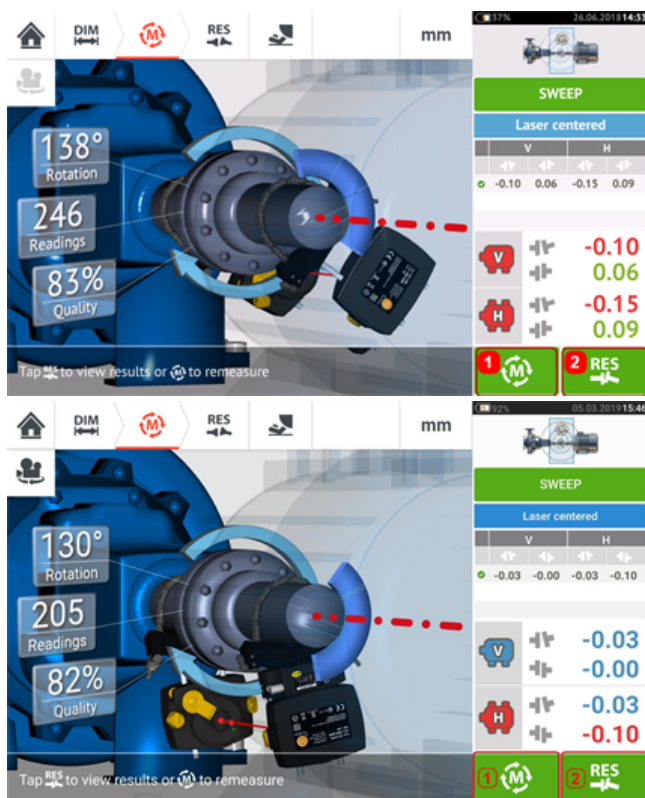 37% 26.06.2018 14:33
DIM M RES mm
SWEEP
138°
Rotation
Laser centered
V H
-0.10 0.06 -0.15 0.09
246
Readings
V -0.10
0.06
83%
Quality
H -0.15
0.09
Tap to view results or M to remeasure
1 M 2 RES
92% 05.03.2019 15:46
DIM M RES mm
SWEEP
130°
Rotation
Laser centered
V H
-0.03 -0.00 -0.03 -0.10
205
Readings
V -0.03
-0.00
82%
Quality
H -0.03
-0.10
Tap RES to view results or M to remeasure
1 M 2 RES